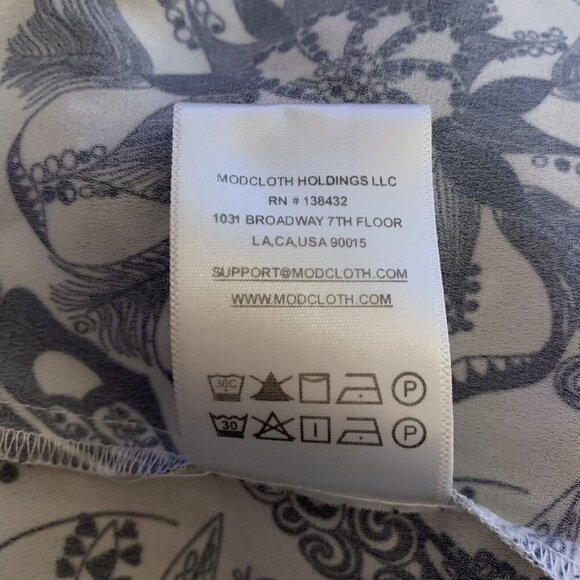 MODCLOTH HOLDINGS LLC
RN # 138432
1031 BROADWAY 7TH FLOOR
LA,CA,USA 90015
SUPPORT@MODCLOTH.COM
WWW.MODCLOTH.COM
30C P
30 P